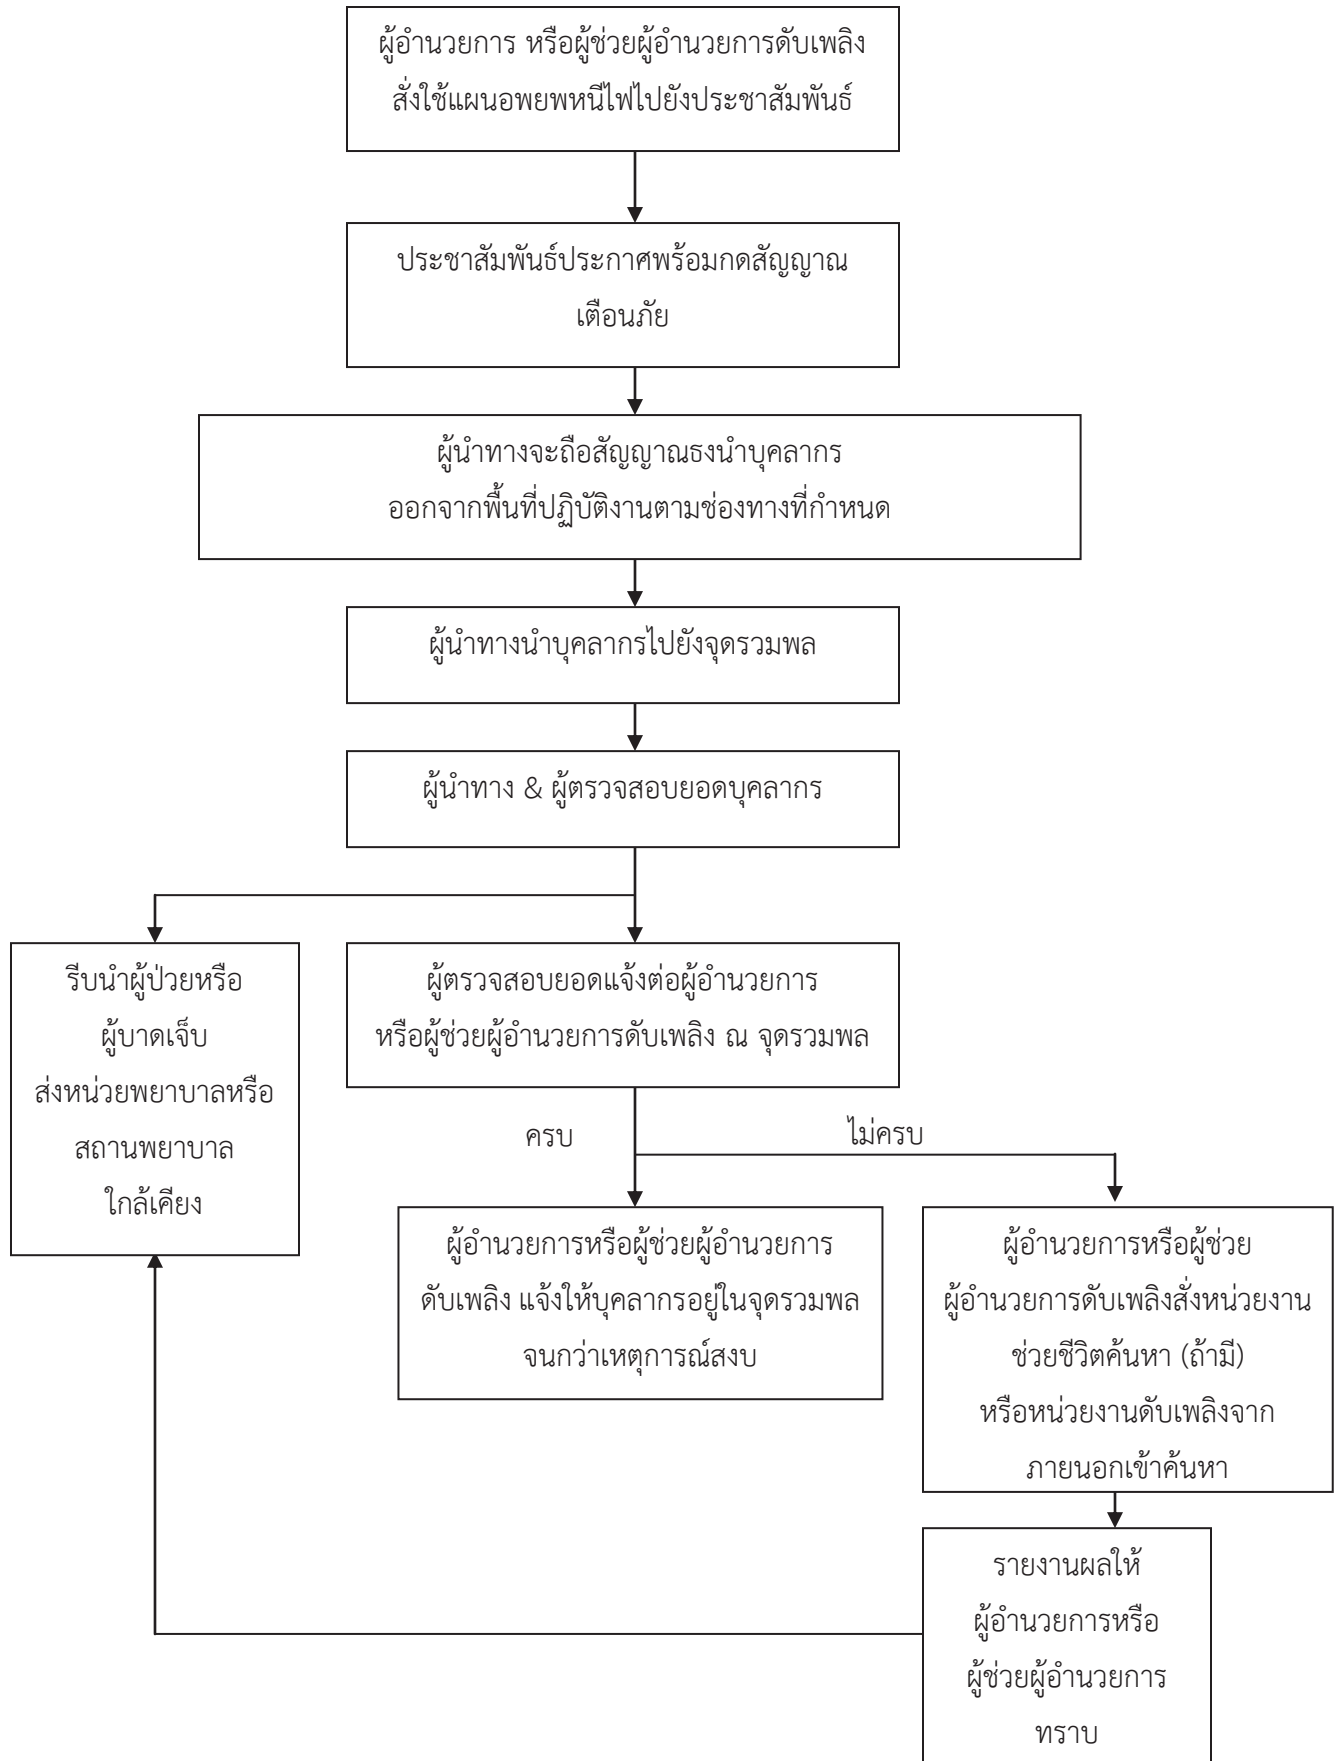 ผู้อำนวยการ หรือผู้ช่วยผู้อำนวยการดับเพลิง
สั่งใช้แผนอพยพหนีไฟไปยังประชาสัมพันธ์
ประชาสัมพันธ์ประกาศพร้อมกดสัญญาณ
เตือนภัย
ผู้นำทางจะถือสัญญาณธงนำบุคลากร
ออกจากพื้นที่ปฏิบัติงานตามช่องทางที่กำหนด
ผู้นำทางนำบุคลากรไปยังจุดรวมพล
ผู้นำทาง & ผู้ตรวจสอบยอดบุคลากร
รีบนำผู้ป่วยหรือ
ผู้บาดเจ็บ
ส่งหน่วยพยาบาลหรือ
สถานพยาบาล
ใกล้เคียง
ผู้ตรวจสอบยอดแจ้งต่อผู้อำนวยการ
หรือผู้ช่วยผู้อำนวยการดับเพลิง ณ จุดรวมพล
ครบ
ไม่ครบ
ผู้อำนวยการหรือผู้ช่วยผู้อำนวยการ
ดับเพลิง แจ้งให้บุคลากรอยู่ในจุดรวมพล
จนกว่าเหตุการณ์สงบ
ผู้อำนวยการหรือผู้ช่วย
ผู้อำนวยการดับเพลิงสั่งหน่วยงาน
ช่วยชีวิตค้นหา (ถ้ามี)
หรือหน่วยงานดับเพลิงจาก
ภายนอกเข้าค้นหา
รายงานผลให้
ผู้อำนวยการหรือ
ผู้ช่วยผู้อำนวยการ
ทราบ